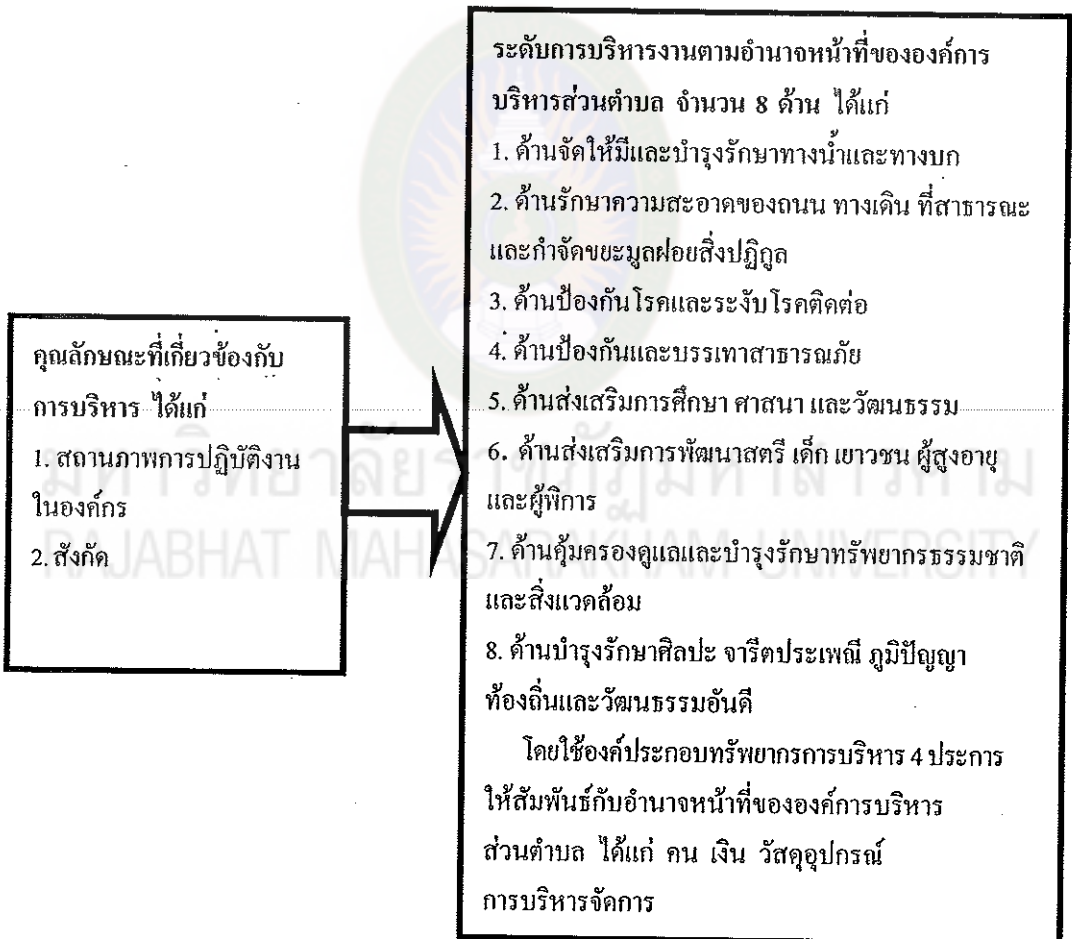 คุณลักษณะที่เกี่ยวข้องกับ
การบริหาร ได้แก่
1. สถานภาพการปฏิบัติงาน
ในองค์กร
2. สังกัด
ระดับการบริหารงานตามอำนาจหน้าที่ขององค์การ
บริหารส่วนตำบล จำนวน 8 ด้าน ได้แก่
1. ด้านจัดให้มีและบำรุงรักษาทางน้ำและทางบก
2. ด้านรักษาความสะอาดของถนน ทางเดิน ที่สาธารณะ
และกำจัดขยะมูลฝอยสิ่งปฏิกูล
3. ด้านป้องกันโรคและระงับโรคติดต่อ
4. ด้านป้องกันและบรรเทาสาธารณภัย
5. ด้านส่งเสริมการศึกษา ศาสนา และวัฒนธรรม
6. ด้านส่งเสริมการพัฒนาสตรี เด็ก เยาวชน ผู้สูงอายุ
และผู้พิการ
7. ด้านคุ้มครองดูแลและบำรุงรักษาทรัพยากรธรรมชาติ
และสิ่งแวดล้อม
8. ด้านบำรุงรักษาศิลปะ จารีตประเพณี ภูมิปัญญา
ท้องถิ่นและวัฒนธรรมอันดี
โดยใช้องค์ประกอบทรัพยากรการบริหาร 4 ประการ
ให้สัมพันธ์กับอำนาจหน้าที่ขององค์การบริหาร
ส่วนตำบล ได้แก่ คน เงิน วัสดุอุปกรณ์
การบริหารจัดการ
มหาวิทยาลัยราชภัฏมหาสารคาม
RAJABHAT MAHASARAKHAM UNIVERSITY